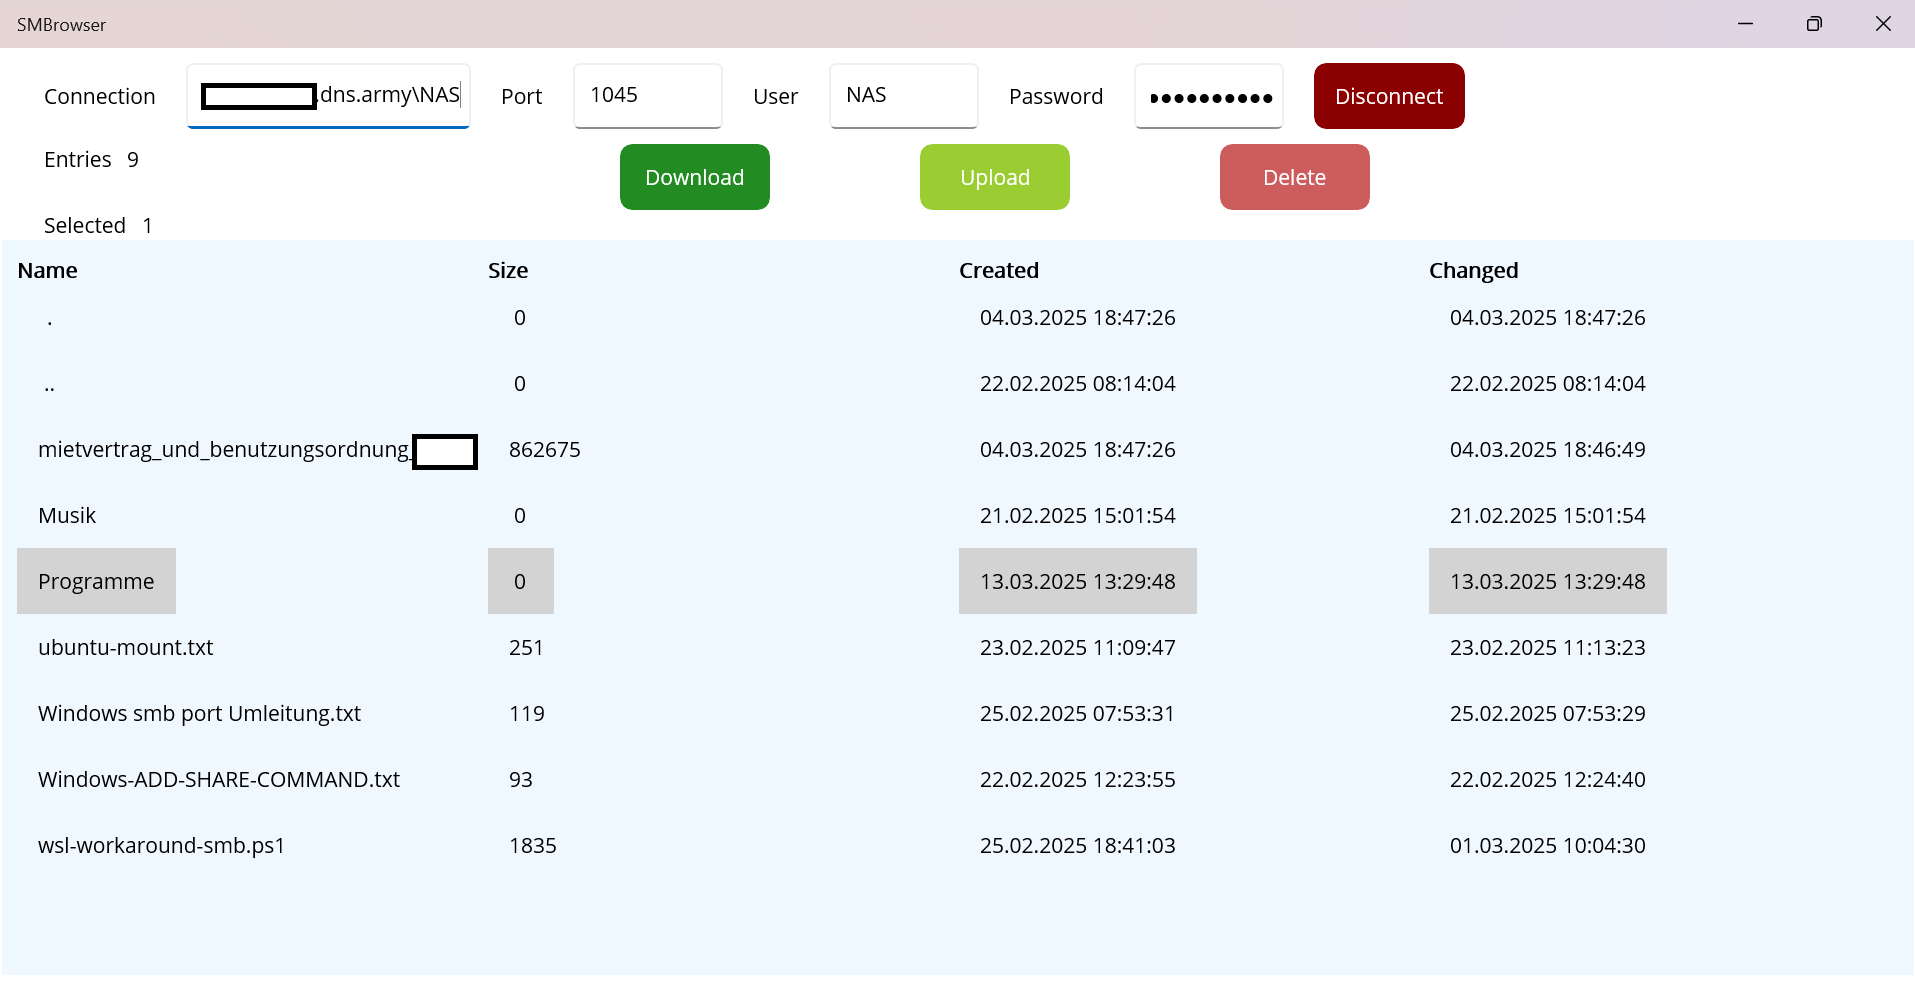 SMBrowser
Connection .dns.army\NAS Port 1045 User NAS Password ●●●●●●●●●● Disconnect
Entries 9 Download Upload Delete
Selected 1
Name Size Created Changed
. 0 04.03.2025 18:47:26 04.03.2025 18:47:26
.. 0 22.02.2025 08:14:04 22.02.2025 08:14:04
mietvertrag_und_benutzungsordnung_ 862675 04.03.2025 18:47:26 04.03.2025 18:46:49
Musik 0 21.02.2025 15:01:54 21.02.2025 15:01:54
Programme 0 13.03.2025 13:29:48 13.03.2025 13:29:48
ubuntu-mount.txt 251 23.02.2025 11:09:47 23.02.2025 11:13:23
Windows smb port Umleitung.txt 119 25.02.2025 07:53:31 25.02.2025 07:53:29
Windows-ADD-SHARE-COMMAND.txt 93 22.02.2025 12:23:55 22.02.2025 12:24:40
wsl-workaround-smb.ps1 1835 25.02.2025 18:41:03 01.03.2025 10:04:30